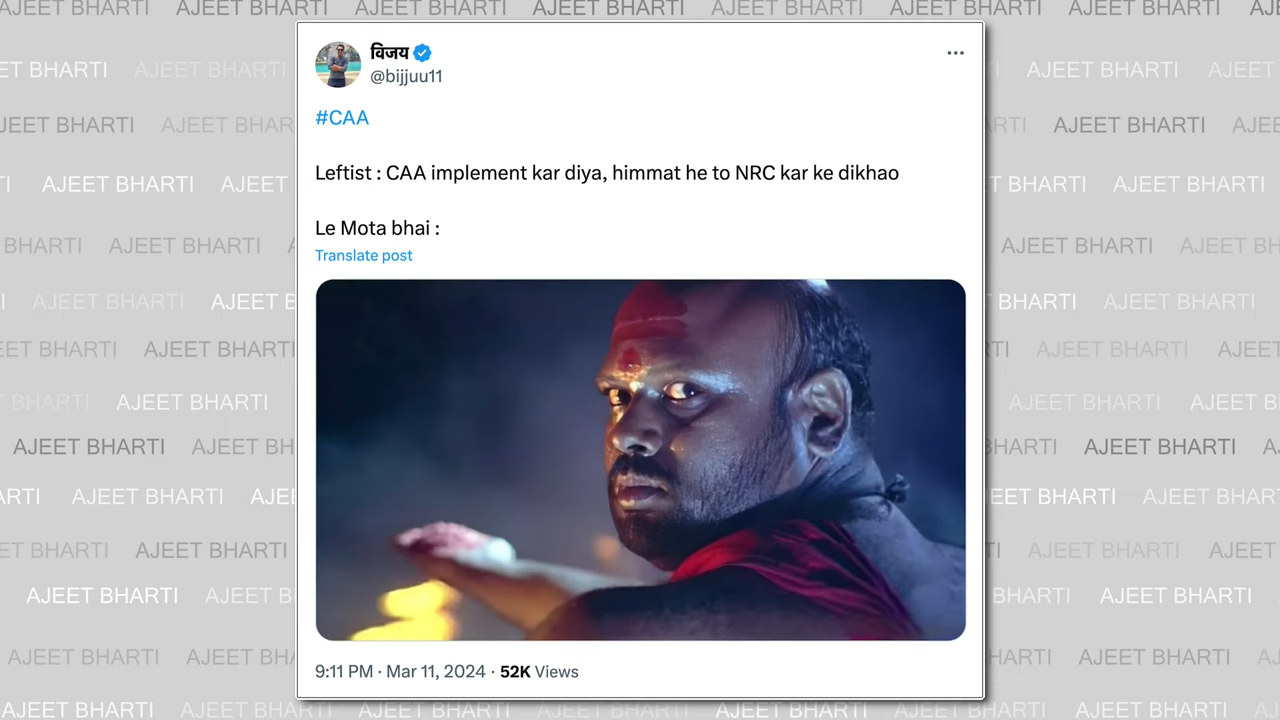 विजय
@bijjuu11
#CAA
Leftist : CAA implement kar diya, himmat he to NRC kar ke dikhao
Le Mota bhai :
Translate post
9:11 PM · Mar 11, 2024 · 52K Views
AJEET BHARTI